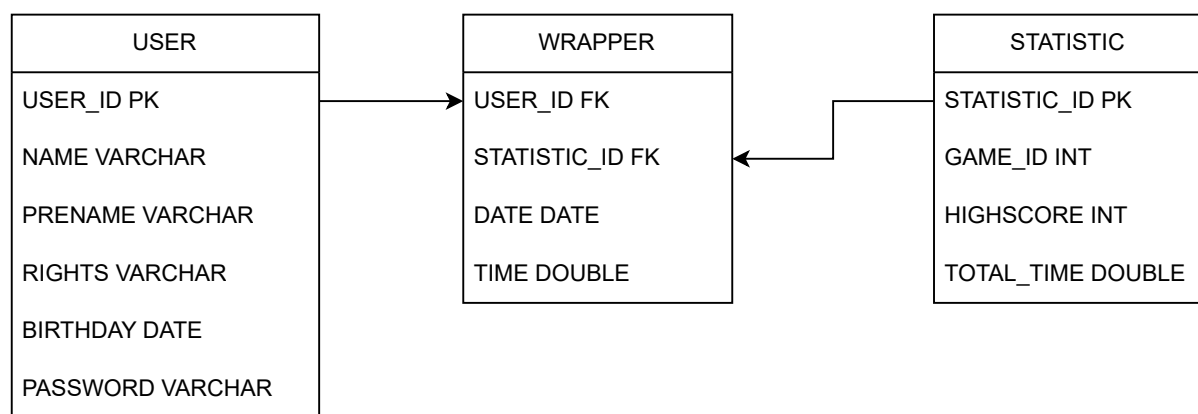 USER
USER_ID PK
NAME VARCHAR
PRENAME VARCHAR
RIGHTS VARCHAR
BIRTHDAY DATE
PASSWORD VARCHAR
WRAPPER
USER_ID FK
STATISTIC_ID FK
DATE DATE
TIME DOUBLE
STATISTIC
STATISTIC_ID PK
GAME_ID INT
HIGHSCORE INT
TOTAL_TIME DOUBLE